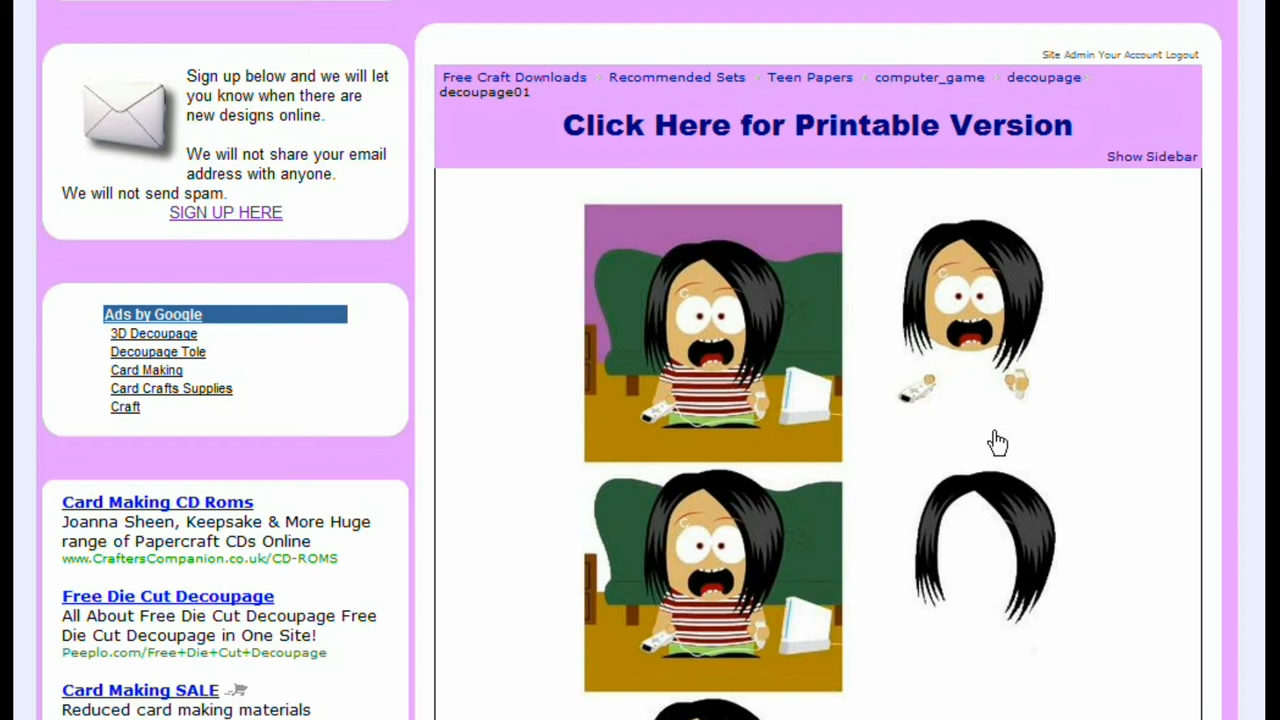 Site Admin Your Account Logout
Free Craft Downloads Recommended Sets Teen Papers computer_game decoupage
decoupage01
Click Here for Printable Version
Show Sidebar
Sign up below and we will let
you know when there are
new designs online.
We will not share your email
address with anyone.
We will not send spam.
SIGN UP HERE
Ads by Google
3D Decoupage
Decoupage Tole
Card Making
Card Crafts Supplies
Craft
Card Making CD Roms
Joanna Sheen, Keepsake & More Huge
range of Papercraft CDs Online
www.CraftersCompanion.co.uk/CD-ROMS
Free Die Cut Decoupage
All About Free Die Cut Decoupage Free
Die Cut Decoupage in One Site!
Peeplo.com/Free+Die+Cut+Decoupage
Card Making SALE
Reduced card making materials